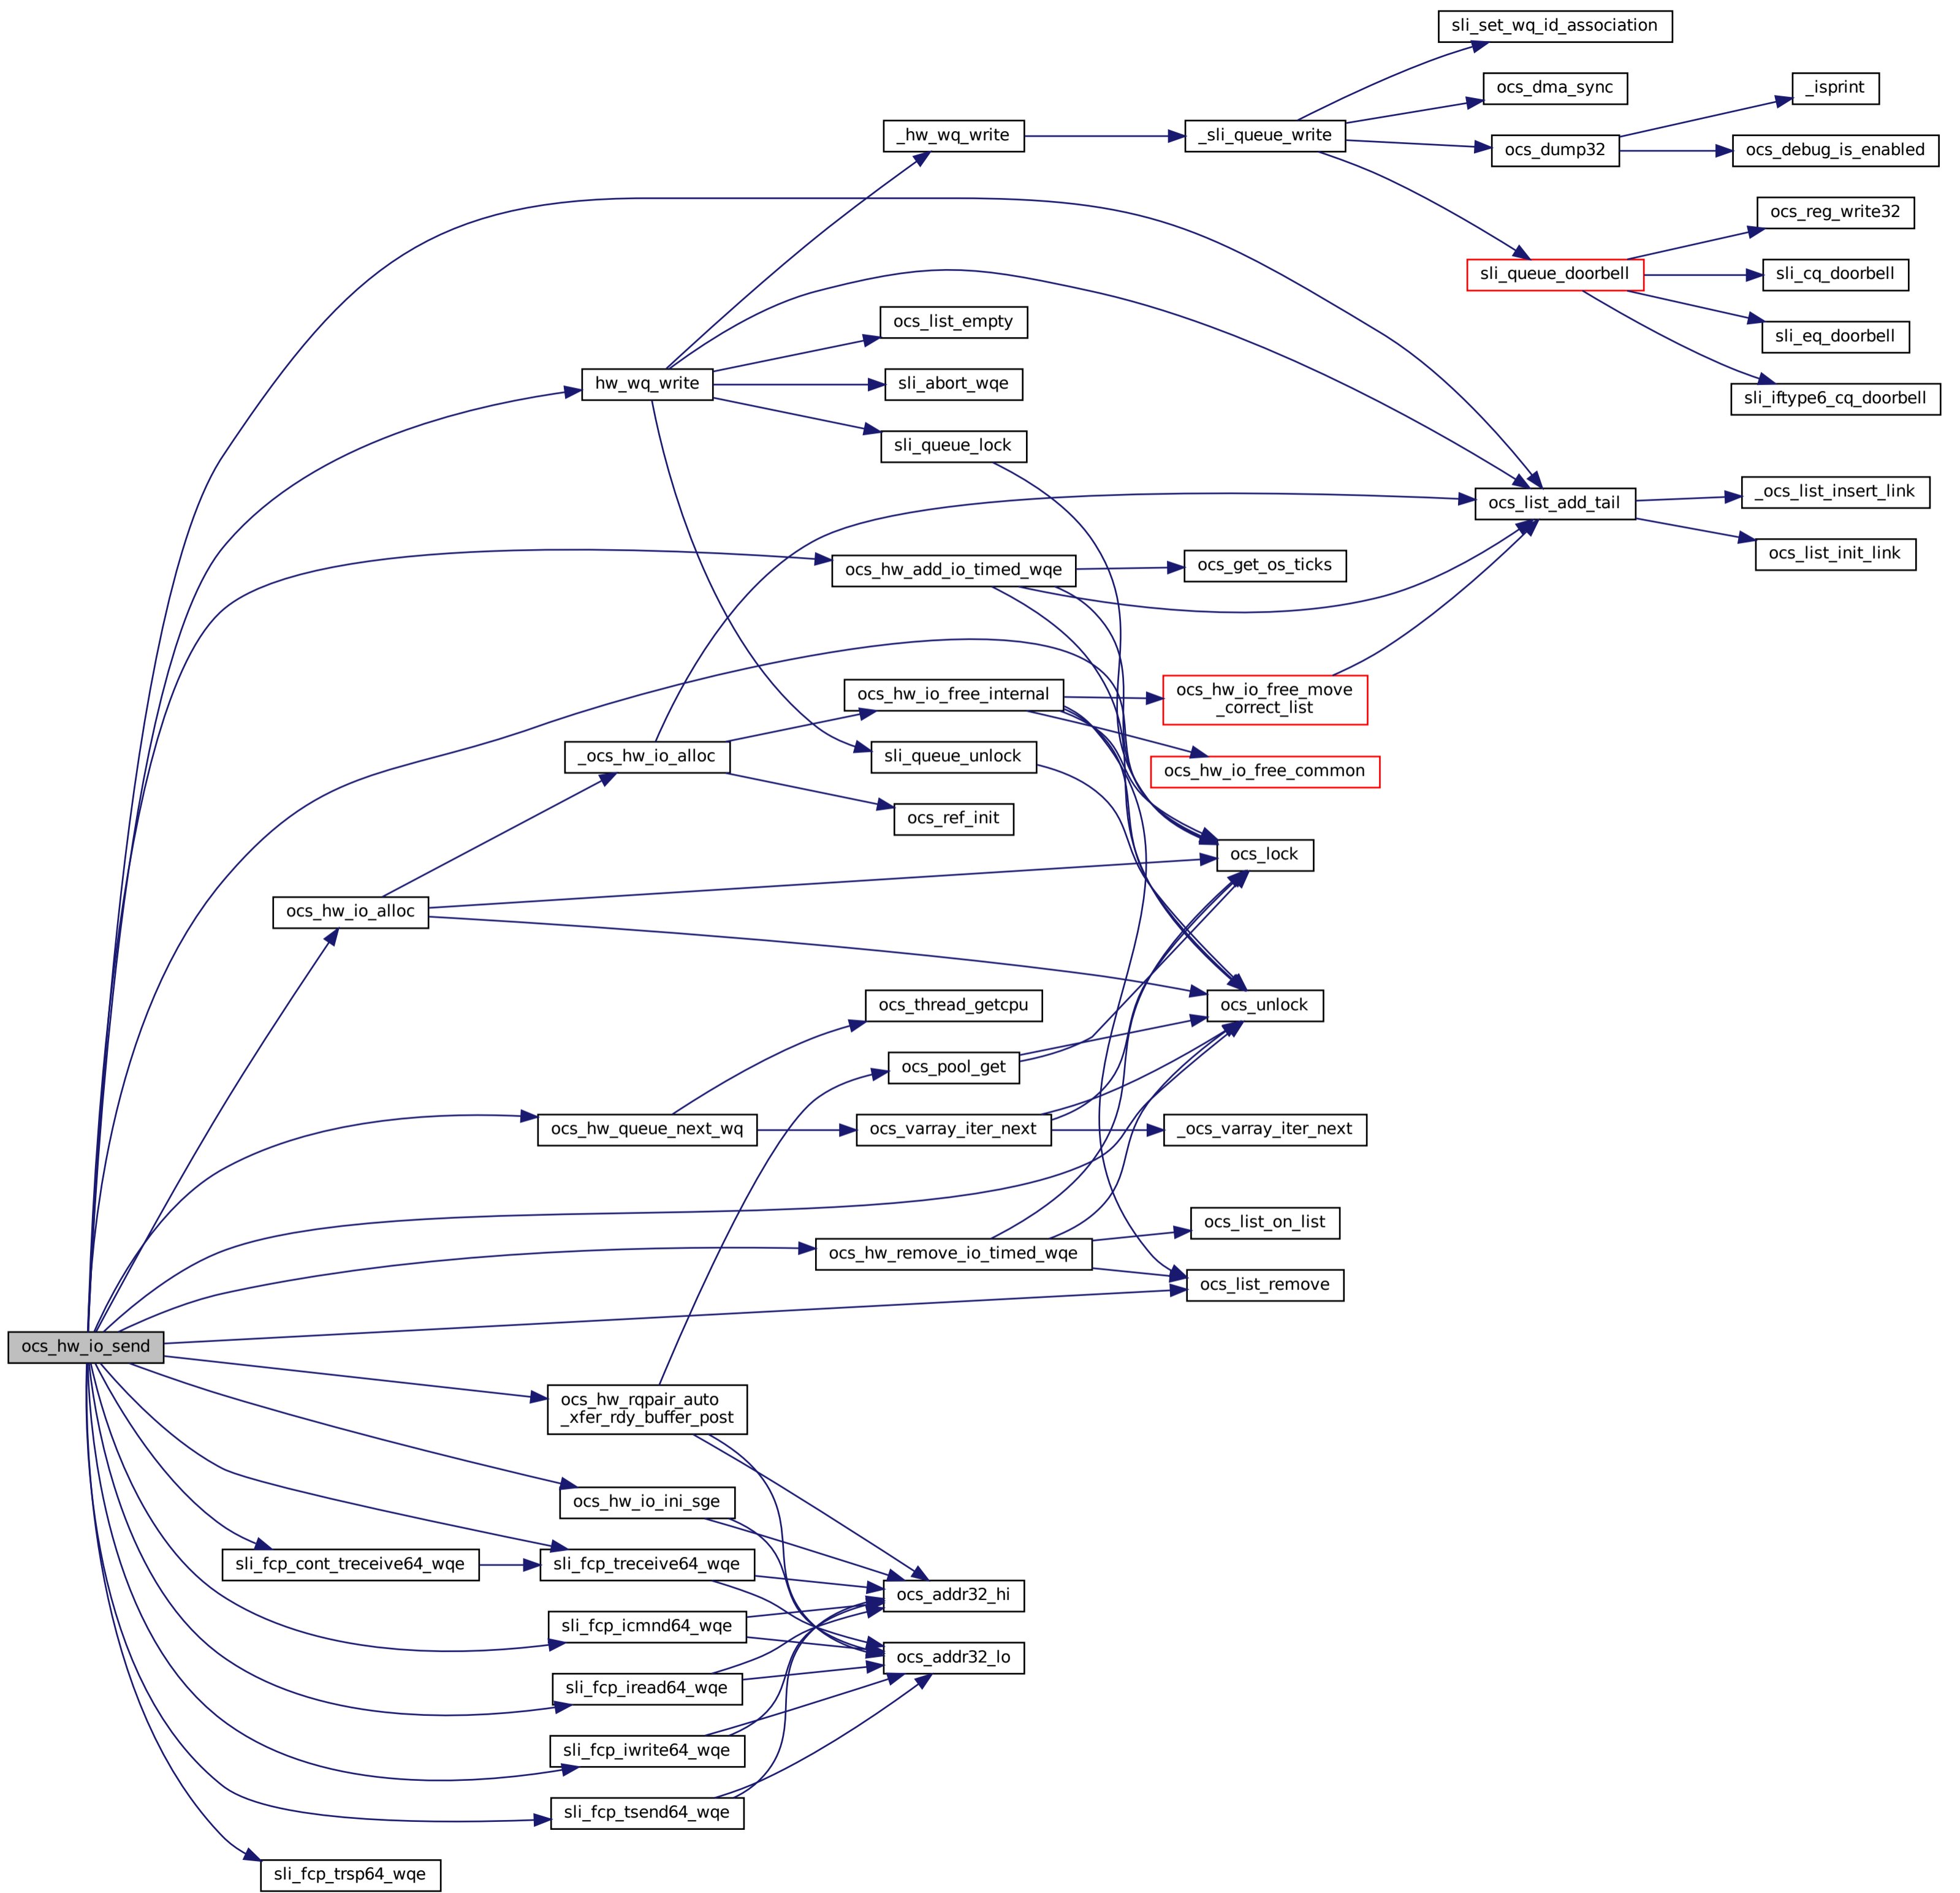 sli_set_wq_id_association
ocs_dma_sync
_isprint
_hw_wq_write
_sli_queue_write
ocs_dump32
ocs_debug_is_enabled
ocs_reg_write32
sli_queue_doorbell
sli_cq_doorbell
ocs_list_empty
sli_eq_doorbell
hw_wq_write
sli_abort_wqe
sli_iftype6_cq_doorbell
sli_queue_lock
ocs_list_add_tail
_ocs_list_insert_link
ocs_list_init_link
ocs_hw_add_io_timed_wqe
ocs_get_os_ticks
ocs_hw_io_free_internal
ocs_hw_io_free_move
_correct_list
_ocs_hw_io_alloc
sli_queue_unlock
ocs_hw_io_free_common
ocs_ref_init
ocs_lock
ocs_hw_io_alloc
ocs_thread_getcpu
ocs_unlock
ocs_pool_get
ocs_hw_queue_next_wq
ocs_varray_iter_next
_ocs_varray_iter_next
ocs_list_on_list
ocs_hw_remove_io_timed_wqe
ocs_list_remove
ocs_hw_io_send
ocs_hw_rqpair_auto
_xfer_rdy_buffer_post
ocs_hw_io_ini_sge
sli_fcp_cont_treceive64_wqe
sli_fcp_treceive64_wqe
ocs_addr32_hi
sli_fcp_icmnd64_wqe
ocs_addr32_lo
sli_fcp_iread64_wqe
sli_fcp_iwrite64_wqe
sli_fcp_tsend64_wqe
sli_fcp_trsp64_wqe